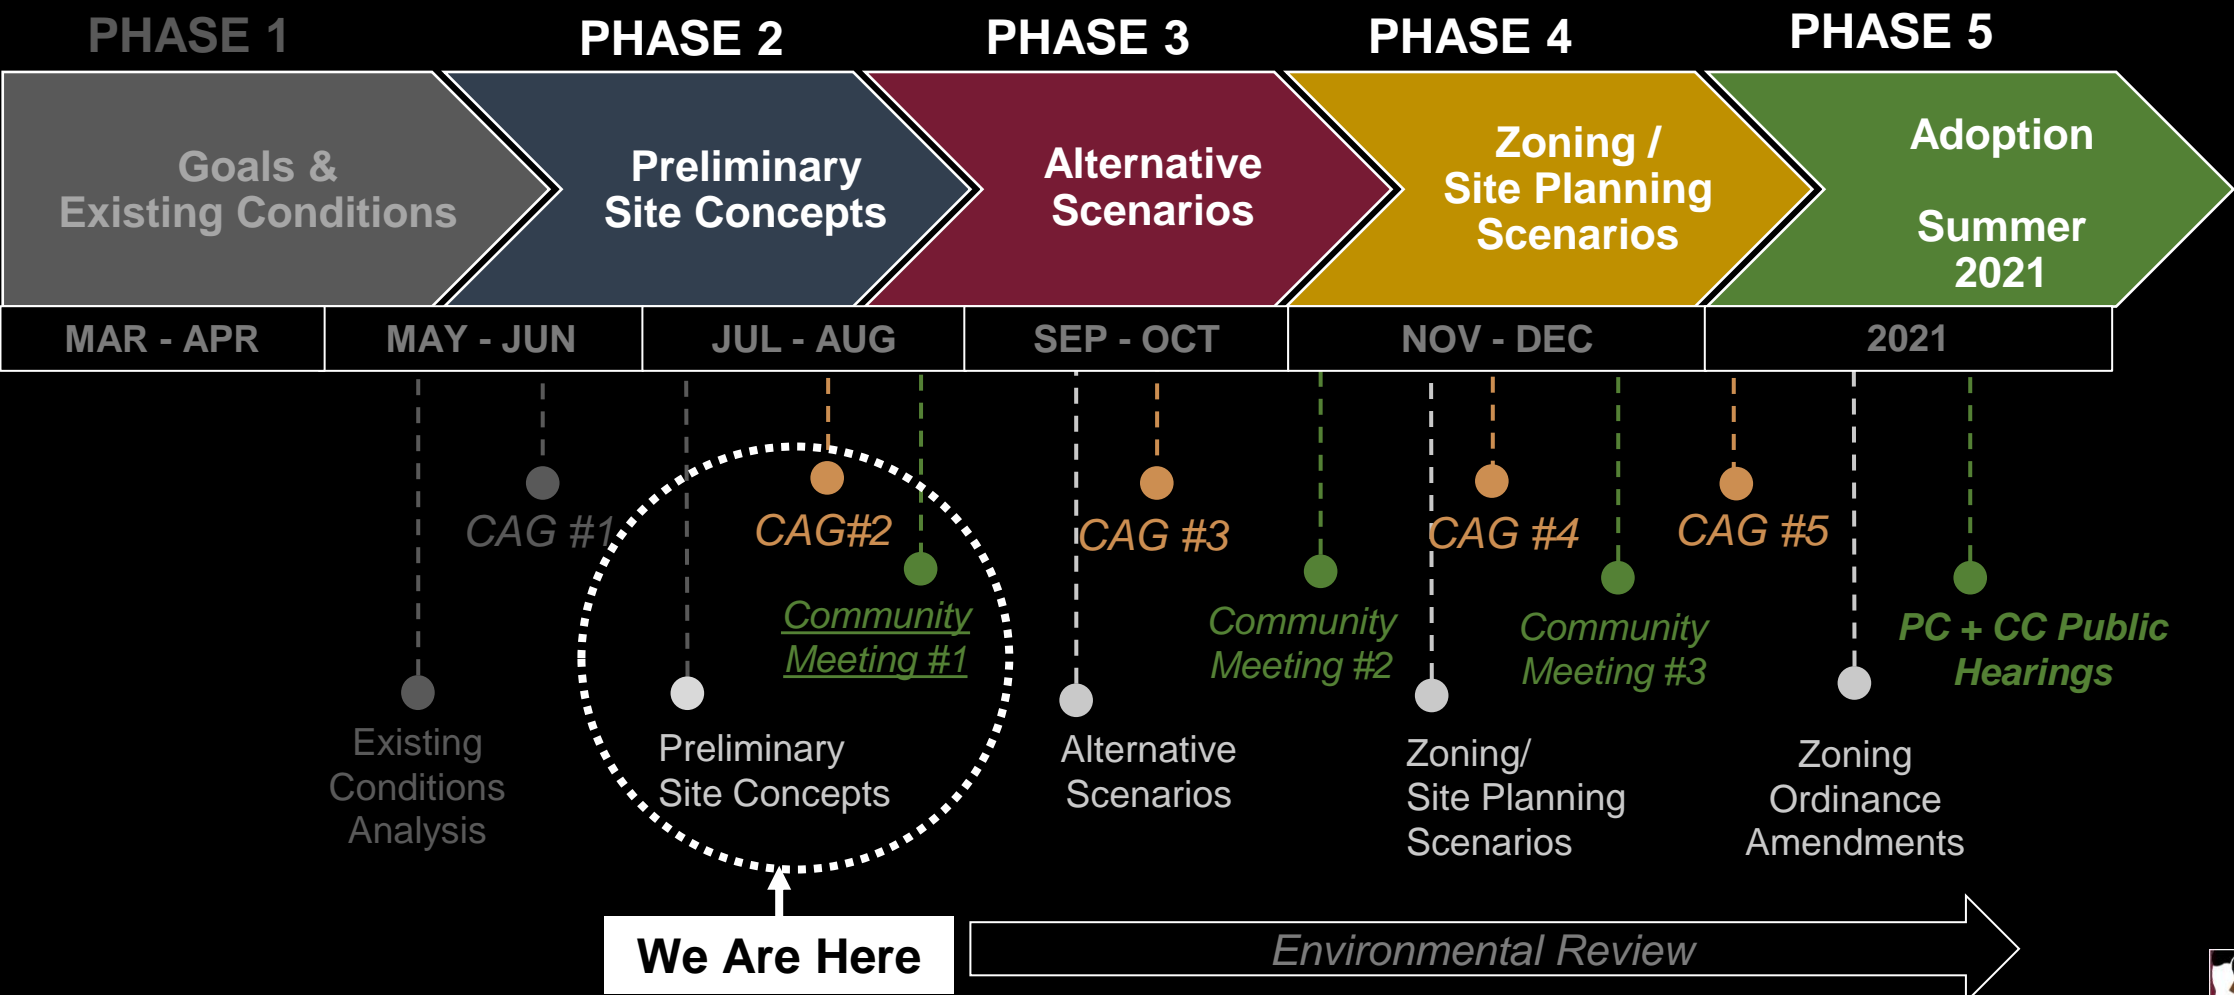 PHASE 1
PHASE 2
PHASE 3
PHASE 4
PHASE 5
Goals &
Existing Conditions
Preliminary
Site Concepts
Alternative
Scenarios
Zoning /
Site Planning
Scenarios
Adoption
Summer
2021
MAR - APR
MAY - JUN
JUL - AUG
SEP - OCT
NOV - DEC
2021
CAG #1
CAG#2
CAG #3
CAG #4
CAG #5
Community
Meeting #1
Community
Meeting #2
Community
Meeting #3
PC + CC Public
Hearings
Existing
Conditions
Analysis
Preliminary
Site Concepts
Alternative
Scenarios
Zoning/
Site Planning
Scenarios
Zoning
Ordinance
Amendments
We Are Here
Environmental Review